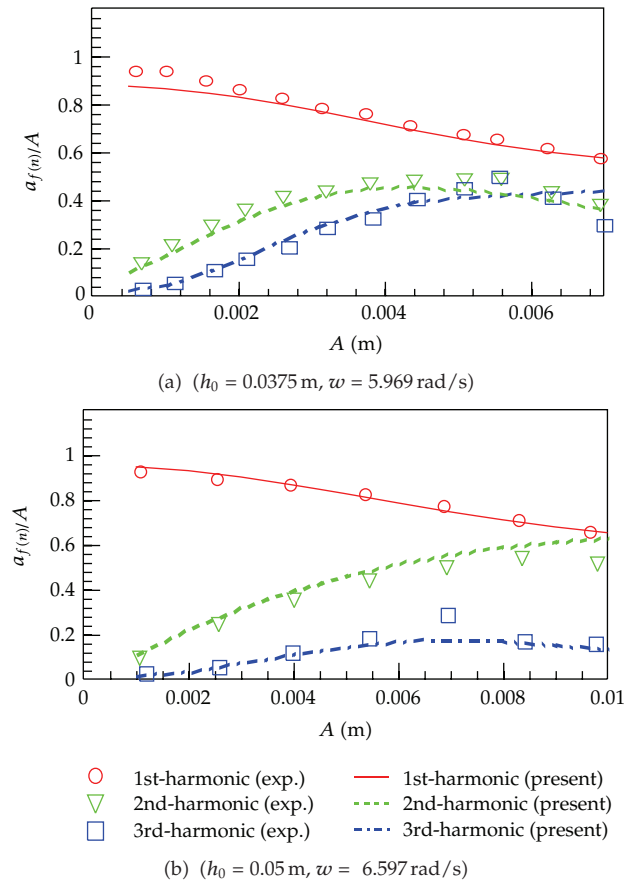 1
0.8
0.6
0.4
0.2
0
a_{f(n)}/A
0 0.002 0.004 0.006
A (m)
(a) (h_0 = 0.0375 m, w = 5.969 rad/s)
1
0.8
0.6
0.4
0.2
0
a_{f(n)}/A
0 0.002 0.004 0.006 0.008 0.01
A (m)
1st-harmonic (exp.) 1st-harmonic (present)
2nd-harmonic (exp.) 2nd-harmonic (present)
3rd-harmonic (exp.) 3rd-harmonic (present)
(b) (h_0 = 0.05 m, w = 6.597 rad/s)